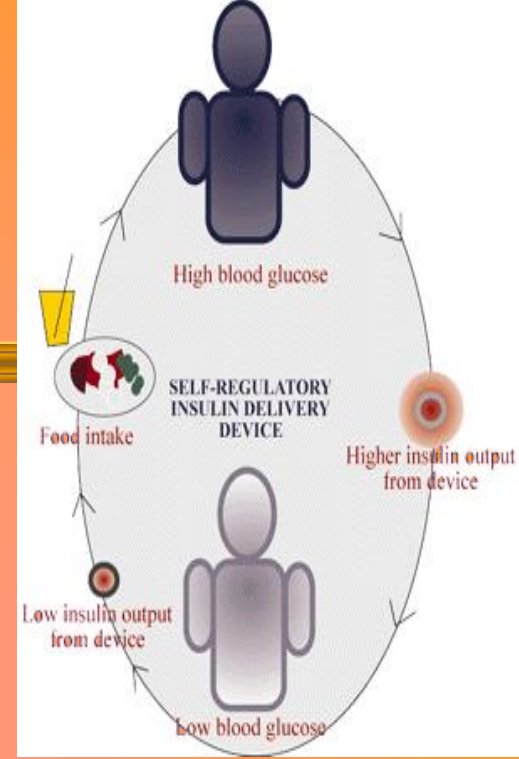 High blood glucose
SELF-REGULATORY
INSULIN DELIVERY
DEVICE
Food intake
Higher insulin output
from device
Low insulin output
from device
Low blood glucose